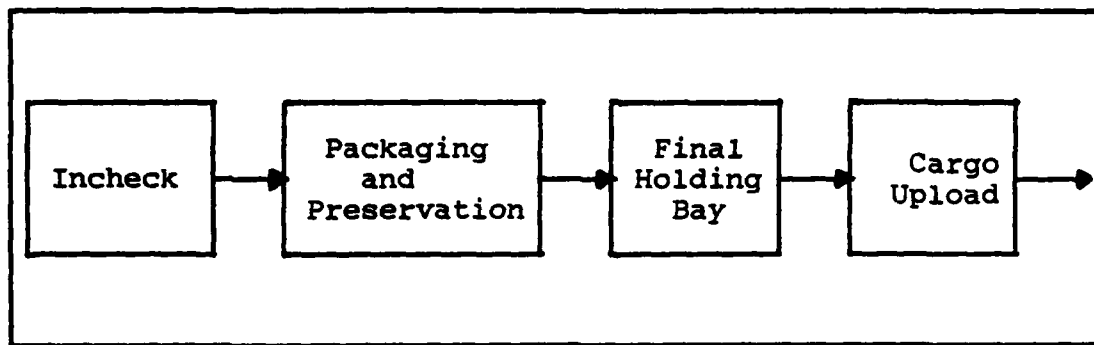 Incheck
Packaging
and
Preservation
Final
Holding
Bay
Cargo
Upload